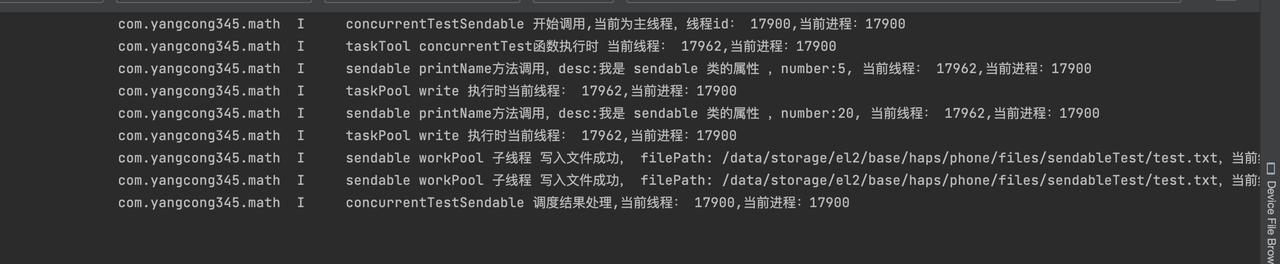 com.yangcong345.math I concurrentTestSendable 开始调用,当前为主线程，线程id： 17900,当前进程：17900
com.yangcong345.math I taskTool concurrentTest函数执行时 当前线程： 17962,当前进程：17900
com.yangcong345.math I sendable printName方法调用，desc:我是 sendable 类的属性 ，number:5, 当前线程： 17962,当前进程：17900
com.yangcong345.math I taskPool write 执行时当前线程： 17962,当前进程：17900
com.yangcong345.math I sendable printName方法调用，desc:我是 sendable 类的属性 ，number:20, 当前线程： 17962,当前进程：17900
com.yangcong345.math I taskPool write 执行时当前线程： 17962,当前进程：17900
com.yangcong345.math I sendable workPool 子线程 写入文件成功， filePath: /data/storage/el2/base/haps/phone/files/sendableTest/test.txt，当前
com.yangcong345.math I sendable workPool 子线程 写入文件成功， filePath: /data/storage/el2/base/haps/phone/files/sendableTest/test.txt，当前
com.yangcong345.math I concurrentTestSendable 调度结果处理,当前线程： 17900,当前进程：17900
Device File Brow